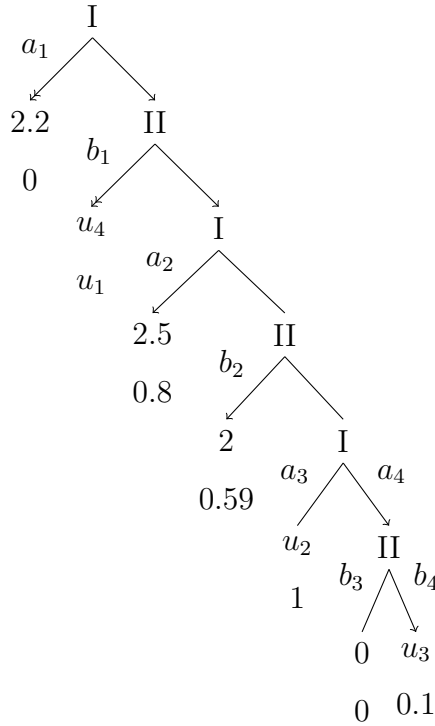 I
a₁
2.2 II
0 b₁
u₄ I
u₁ a₂
2.5 II
0.8 b₂
2 I
0.59 a₃ a₄
u₂ II
1 b₃ b₄
0 u₃
0 0.1